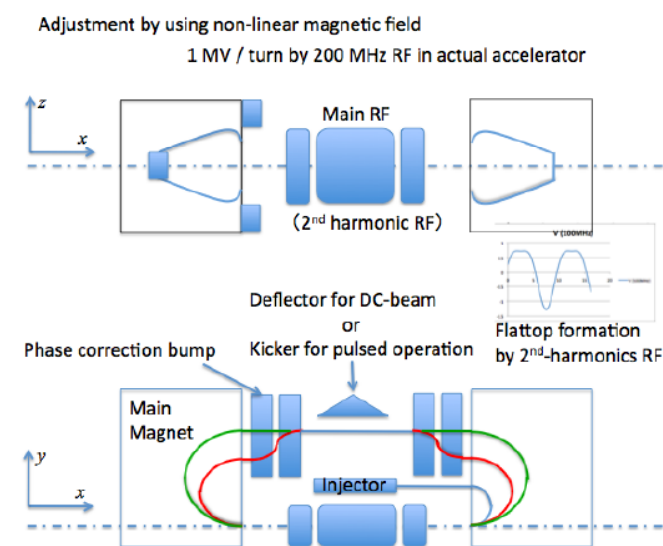 Adjustment by using non-linear magnetic field
1 MV / turn by 200 MHz RF in actual accelerator
z
x
Main RF
(2nd harmonic RF)
V (100MHz)
Deflector for DC-beam
or
Kicker for pulsed operation
Flattop formation
by 2nd-harmonics RF
Phase correction bump
Main
Magnet
y
x
Injector